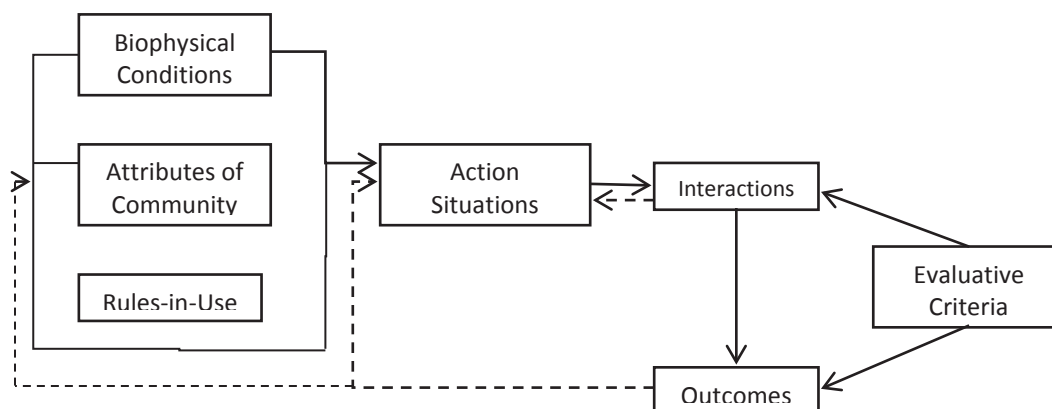 Biophysical
Conditions
Attributes of
Community
Rules-in-Use
Action
Situations
Interactions
Evaluative
Criteria
Outcomes